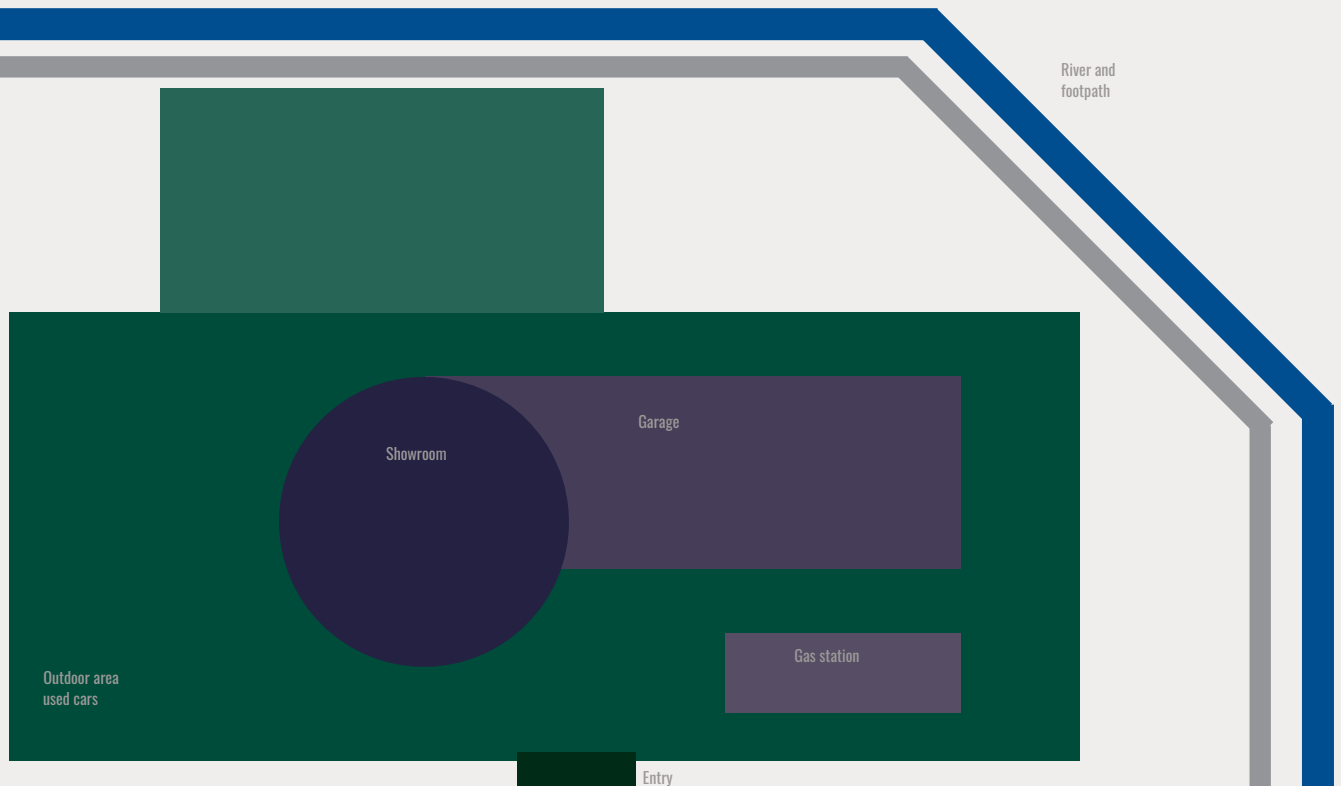 River and
footpath
Garage
Showroom
Gas station
Outdoor area
used cars
Entry